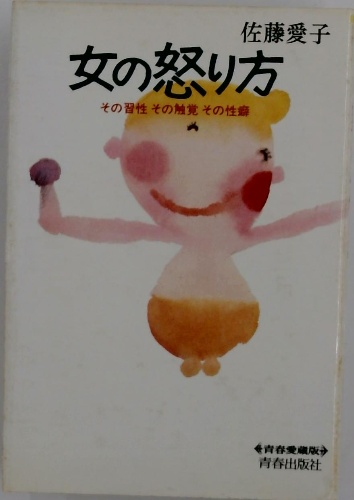 佐藤愛子
女の怒り方
その習性 その触覚 その性癖
青春愛蔵版
青春出版社